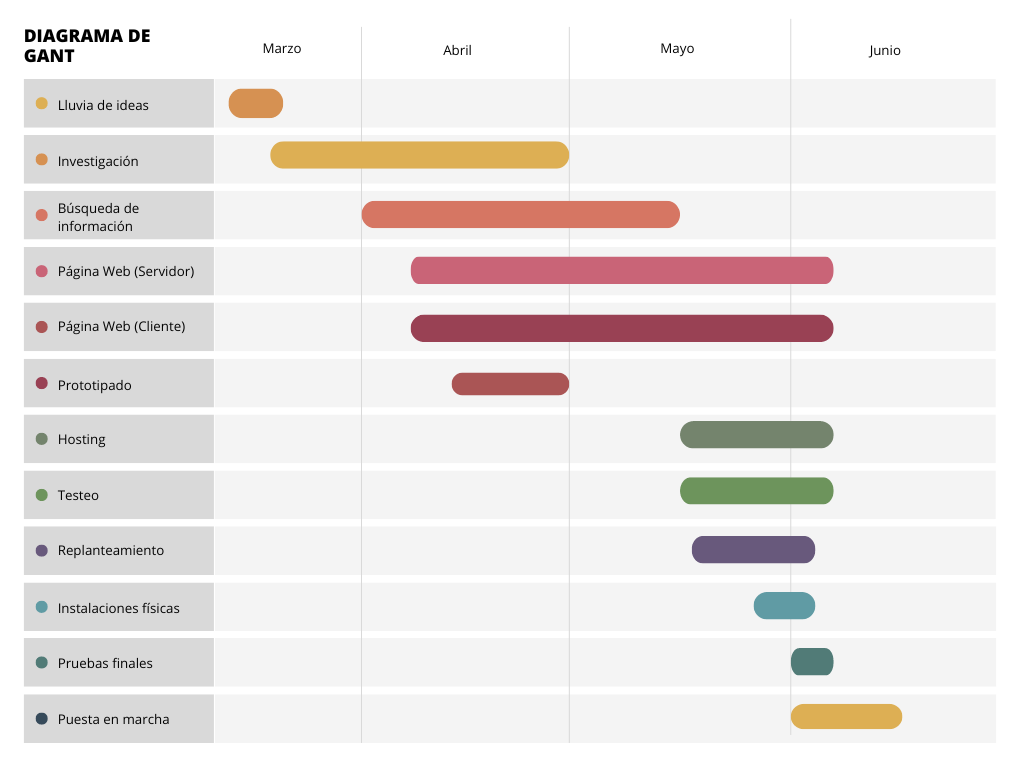 DIAGRAMA DE
GANT
Marzo
Abril
Mayo
Junio
Lluvia de ideas
Investigación
Búsqueda de
información
Página Web (Servidor)
Página Web (Cliente)
Prototipado
Hosting
Testeo
Replanteamiento
Instalaciones físicas
Pruebas finales
Puesta en marcha